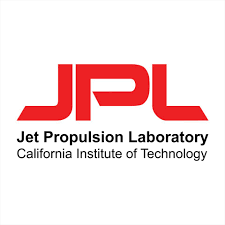 JPL
Jet Propulsion Laboratory
California Institute of Technology